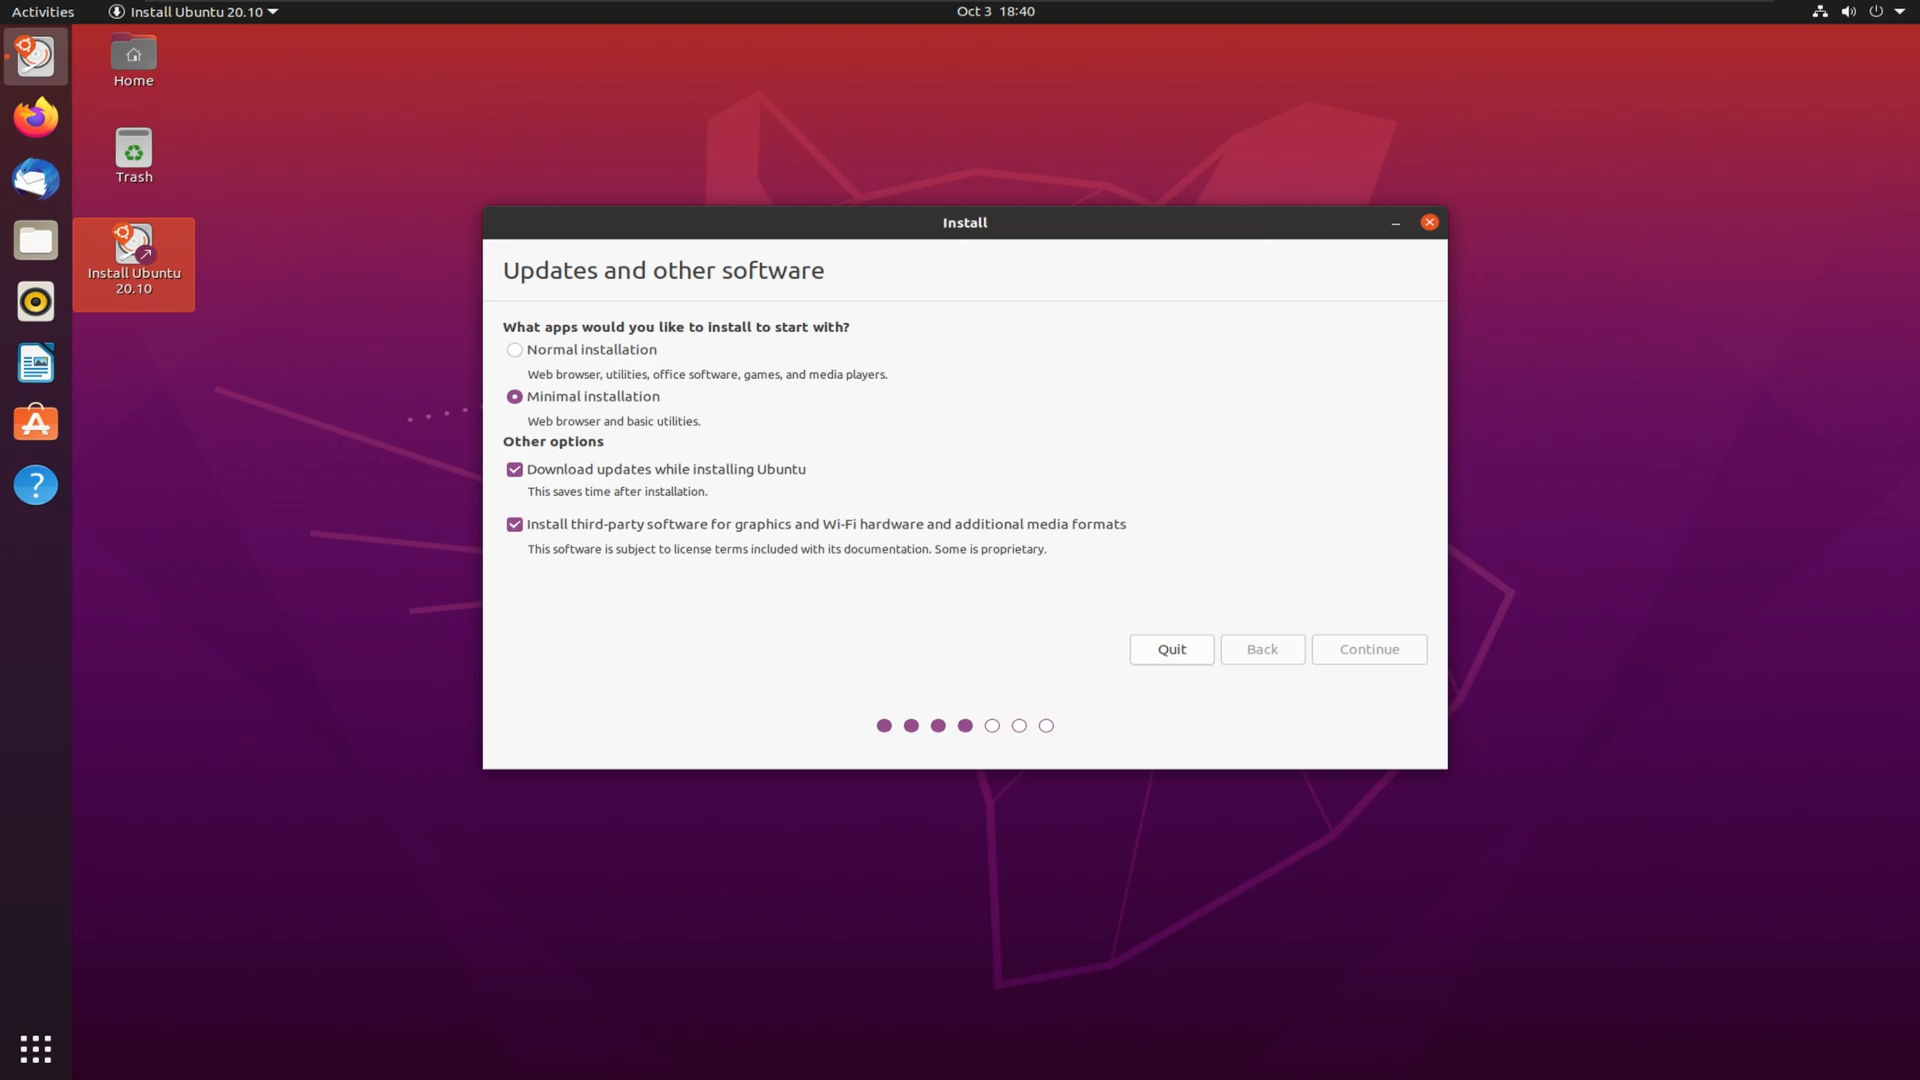 Activities
Install Ubuntu 20.10
Oct 3 18:40
Home
Trash
Install Ubuntu
20.10
Install
Updates and other software
What apps would you like to install to start with?
Normal installation
Web browser, utilities, office software, games, and media players.
Minimal installation
Web browser and basic utilities.
Other options
Download updates while installing Ubuntu
This saves time after installation.
Install third-party software for graphics and Wi-Fi hardware and additional media formats
This software is subject to license terms included with its documentation. Some is proprietary.
Quit
Back
Continue